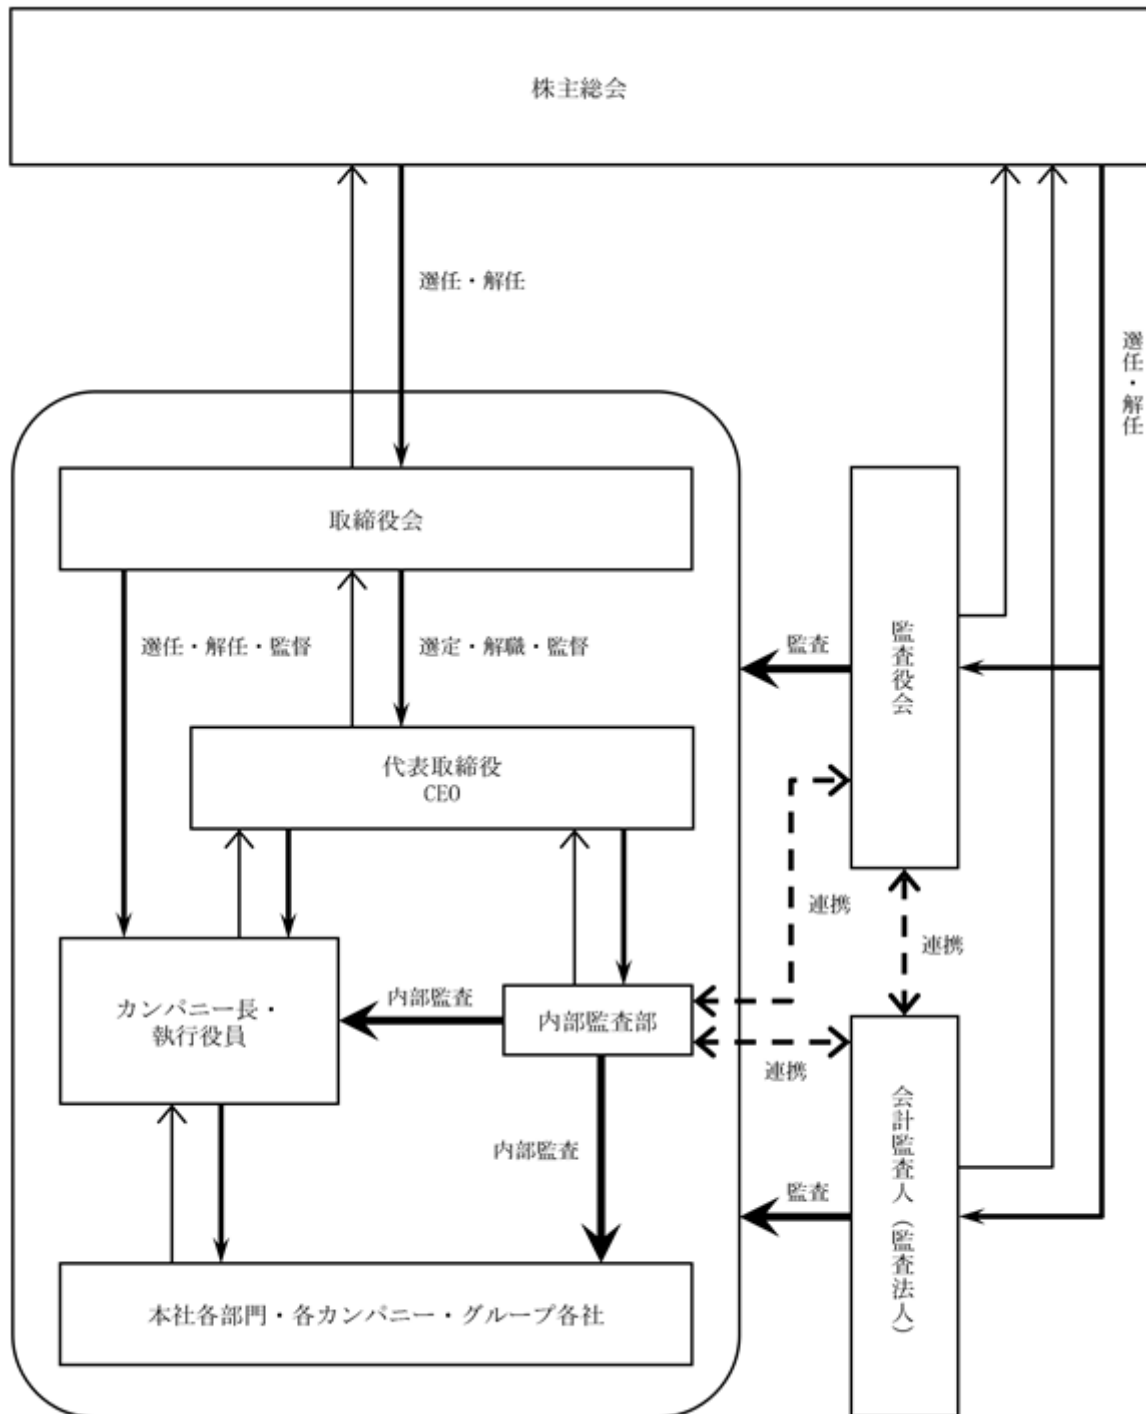 株主総会
選任・解任
選任・解任
取締役会
選任・解任・監督
選定・解職・監督
監査
監査役会
代表取締役
CEO
連携
連携
カンパニー長・
執行役員
内部監査
内部監査部
連携
内部監査
監査
会計監査人（監査法人）
本社各部門・各カンパニー・グループ各社